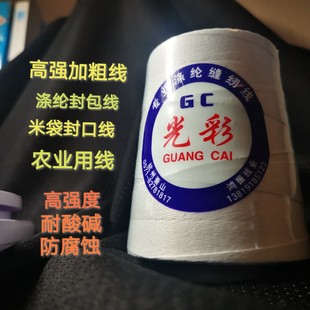 高强加粗线
涤纶封包线
米袋封口线
农业用线
高强度
耐酸碱
防腐蚀
专业涤纶缝纫线
GC
光彩
GUANG CAI